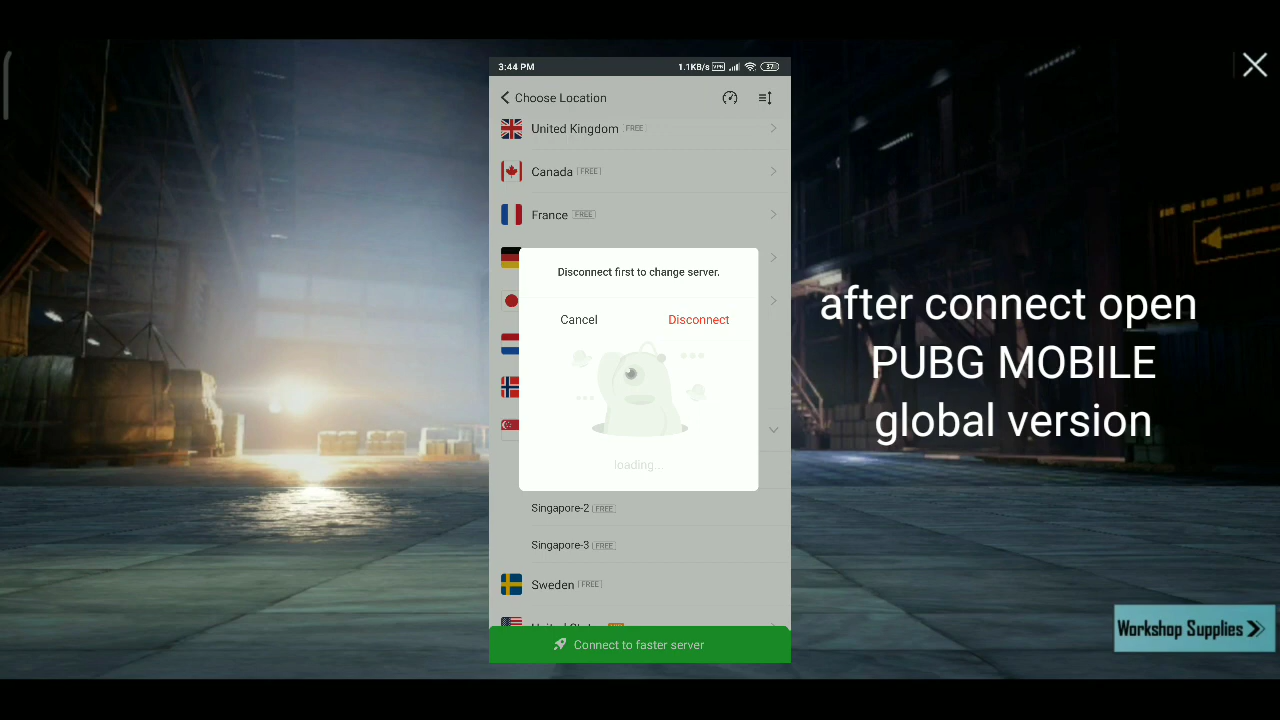 3:44 PM
1.1KB/s VPN 37
Choose Location
United Kingdom FREE
Canada FREE
France FREE
Disconnect first to change server.
Cancel Disconnect
loading...
Singapore-2 FREE
Singapore-3 FREE
Sweden FREE
Connect to faster server
after connect open
PUBG MOBILE
global version
Workshop Supplies